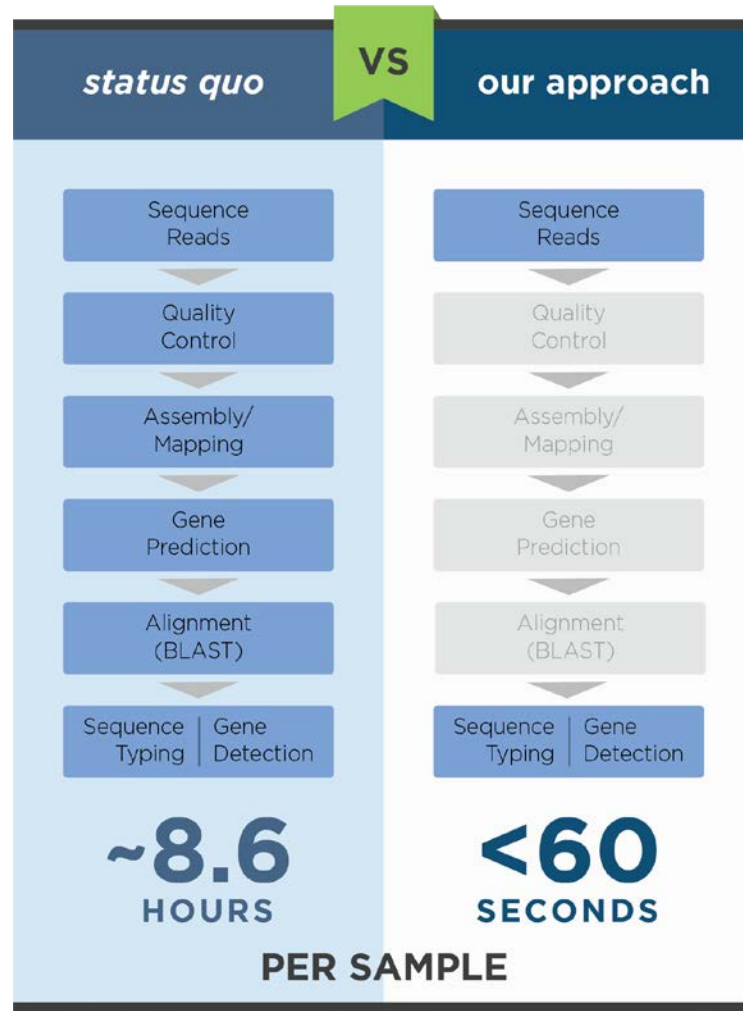 status quo
VS
our approach
Sequence
Reads
Quality
Control
Assembly/
Mapping
Gene
Prediction
Alignment
(BLAST)
Sequence | Gene
Typing | Detection
~8.6
HOURS
Sequence
Reads
Quality
Control
Assembly/
Mapping
Gene
Prediction
Alignment
(BLAST)
Sequence | Gene
Typing | Detection
<60
SECONDS
PER SAMPLE